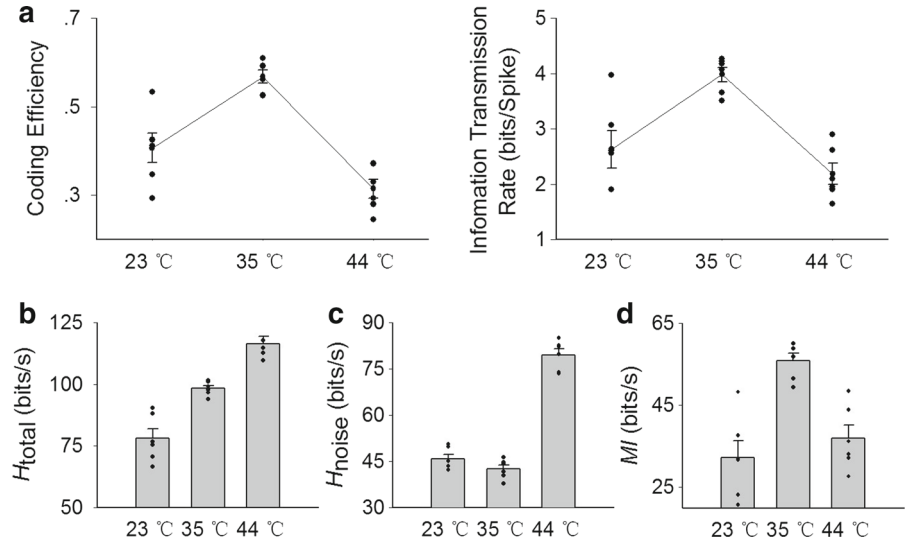 a
.7
.5
.3
Coding Efficiency
23 ℃ 35 ℃ 44 ℃
5
4
3
2
1
Infomation Transmission
Rate (bits/Spike)
23 ℃ 35 ℃ 44 ℃
b
125
100
75
50
Htotal (bits/s)
23 ℃ 35 ℃ 44 ℃
c
90
75
60
45
30
Hnoise (bits/s)
23 ℃ 35 ℃ 44 ℃
d
65
45
25
MI (bits/s)
23 ℃ 35 ℃ 44 ℃